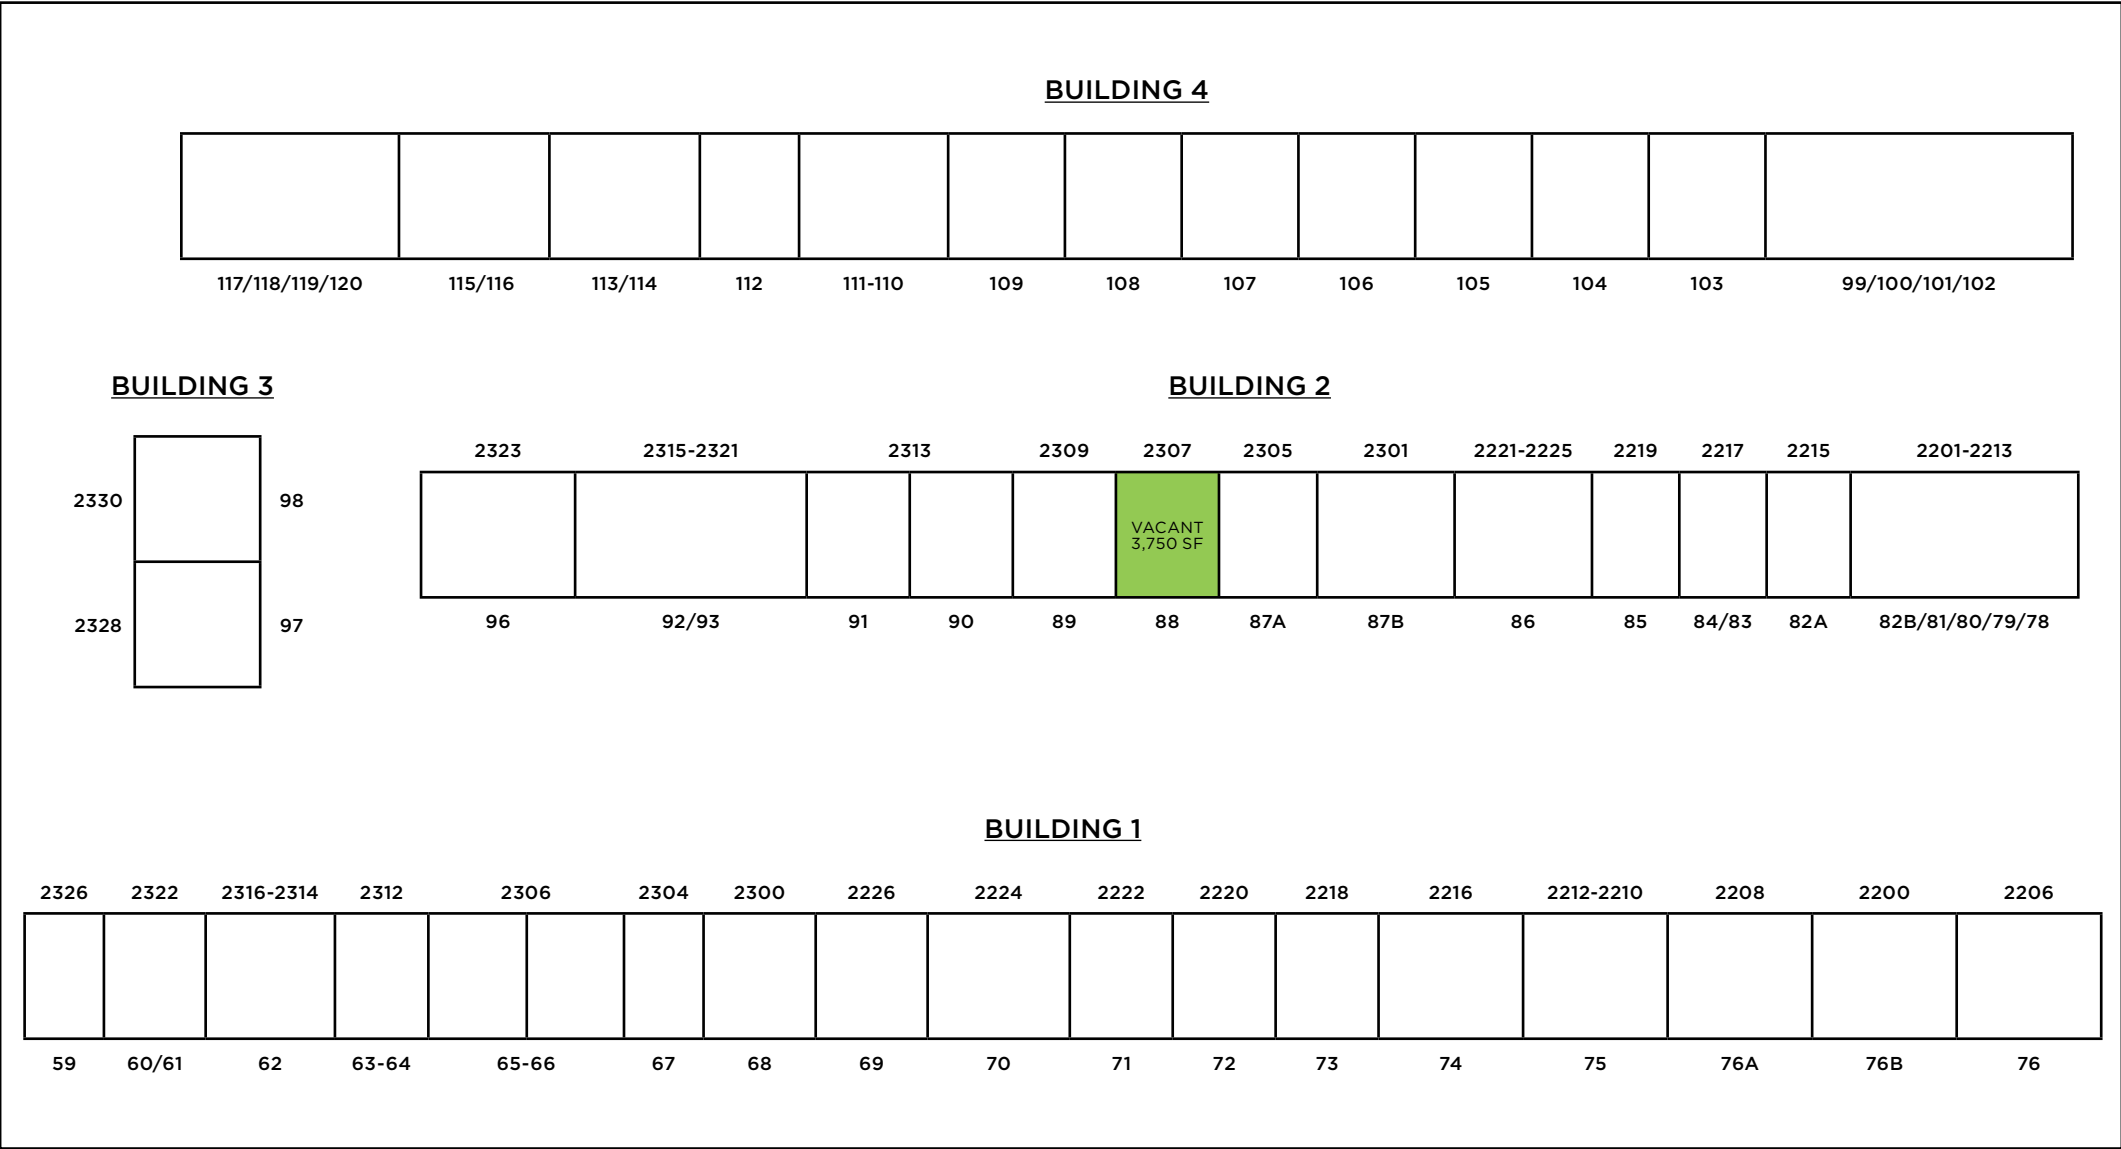 BUILDING 4
117/118/119/120 115/116 113/114 112 111-110 109 108 107 106 105 104 103 99/100/101/102
BUILDING 3
2330 98
2328 97
BUILDING 2
2323 2315-2321 2313 2309 2307 2305 2301 2221-2225 2219 2217 2215 2201-2213
VACANT
3,750 SF
96 92/93 91 90 89 88 87A 87B 86 85 84/83 82A 82B/81/80/79/78
BUILDING 1
2326 2322 2316-2314 2312 2306 2304 2300 2226 2224 2222 2220 2218 2216 2212-2210 2208 2200 2206
59 60/61 62 63-64 65-66 67 68 69 70 71 72 73 74 75 76A 76B 76